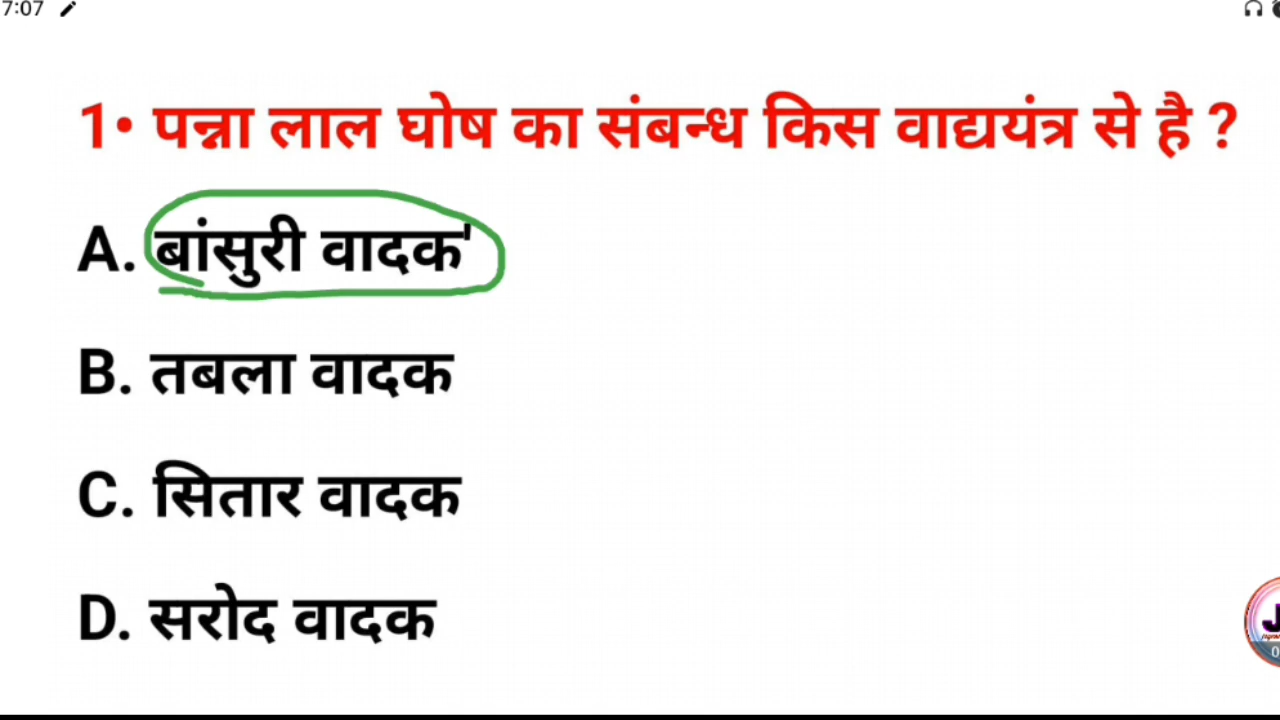 7:07
1• पन्ना लाल घोष का संबन्ध किस वाद्ययंत्र से है ?
A. बांसुरी वादक'
B. तबला वादक
C. सितार वादक
D. सरोद वादक